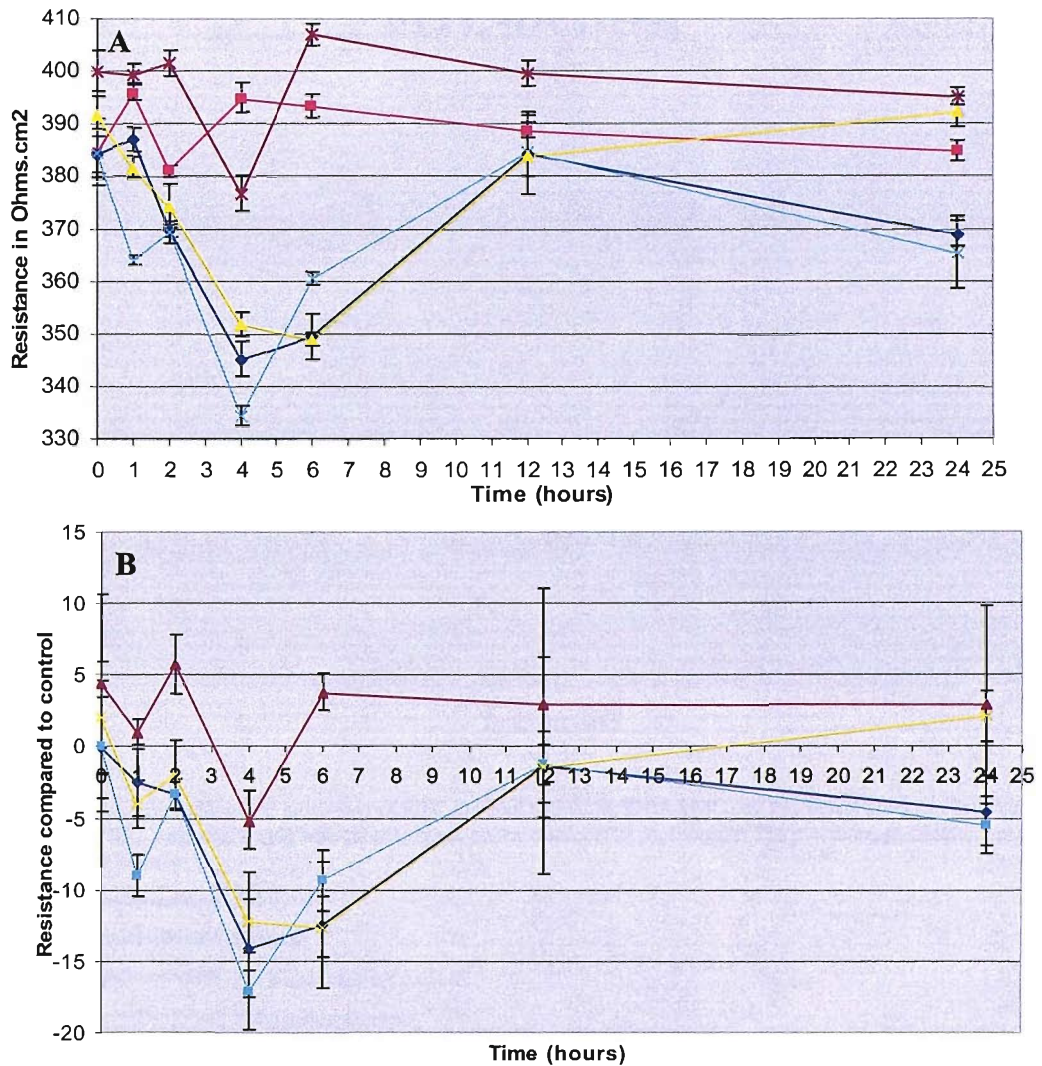 A
410
400
390
380
370
360
350
340
330
Resistance in Ohms.cm2
0 1 2 3 4 5 6 7 8 9 10 11 12 13 14 15 16 17 18 19 20 21 22 23 24 25
Time (hours)
B
15
10
5
0
-5
-10
-15
-20
Resistance compared to control
0 1 2 3 4 5 6 7 8 9 10 11 12 13 14 15 16 17 18 19 20 21 22 23 24 25
Time (hours)